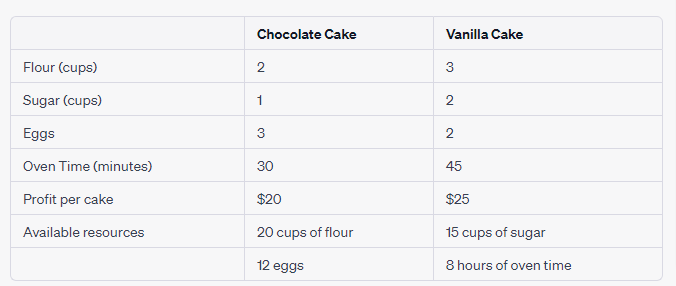 Chocolate Cake Vanilla Cake
Flour (cups) 2 3
Sugar (cups) 1 2
Eggs 3 2
Oven Time (minutes) 30 45
Profit per cake $20 $25
Available resources 20 cups of flour 15 cups of sugar
12 eggs 8 hours of oven time